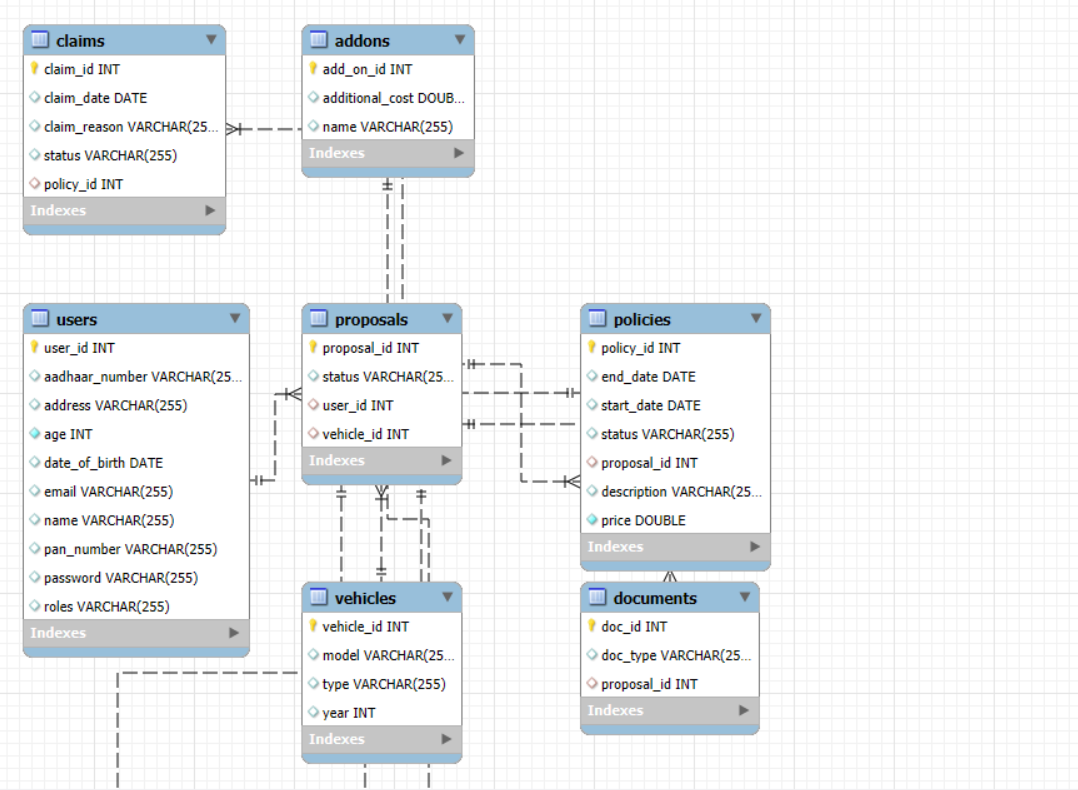 claims
claim_id INT
claim_date DATE
claim_reason VARCHAR(25...
status VARCHAR(255)
policy_id INT
Indexes
addons
add_on_id INT
additional_cost DOUB...
name VARCHAR(255)
Indexes
users
user_id INT
aadhaar_number VARCHAR(25...
address VARCHAR(255)
age INT
date_of_birth DATE
email VARCHAR(255)
name VARCHAR(255)
pan_number VARCHAR(255)
password VARCHAR(255)
roles VARCHAR(255)
Indexes
proposals
proposal_id INT
status VARCHAR(25...
user_id INT
vehicle_id INT
Indexes
policies
policy_id INT
end_date DATE
start_date DATE
status VARCHAR(255)
proposal_id INT
description VARCHAR(25...
price DOUBLE
Indexes
vehicles
vehicle_id INT
model VARCHAR(25...
type VARCHAR(255)
year INT
Indexes
documents
doc_id INT
doc_type VARCHAR(25...
proposal_id INT
Indexes